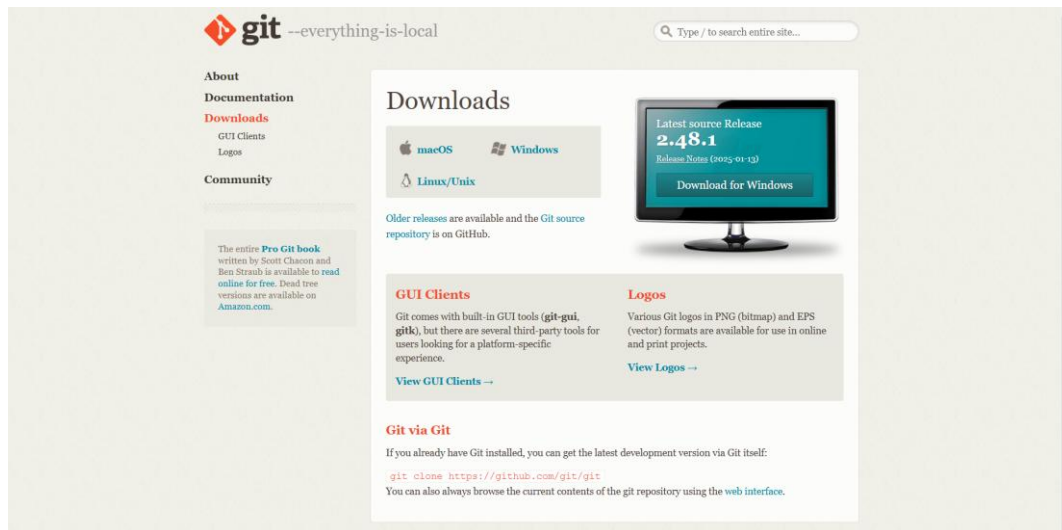 git --everything-is-local
Type / to search entire site...
About
Documentation
Downloads
GUI Clients
Logos
Community
The entire Pro Git book
written by Scott Chacon and
Ben Straub is available to read
online for free. Dead tree
versions are available on
Amazon.com.
Downloads
macOS
Windows
Linux/Unix
Older releases are available and the Git source
repository is on GitHub.
Latest source Release
2.48.1
Release Notes (2025-01-13)
Download for Windows
GUI Clients
Git comes with built-in GUI tools (git-gui,
gitk), but there are several third-party tools for
users looking for a platform-specific
experience.
View GUI Clients →
Logos
Various Git logos in PNG (bitmap) and EPS
(vector) formats are available for use in online
and print projects.
View Logos →
Git via Git
If you already have Git installed, you can get the latest development version via Git itself:
git clone https://github.com/git/git
You can also always browse the current contents of the git repository using the web interface.